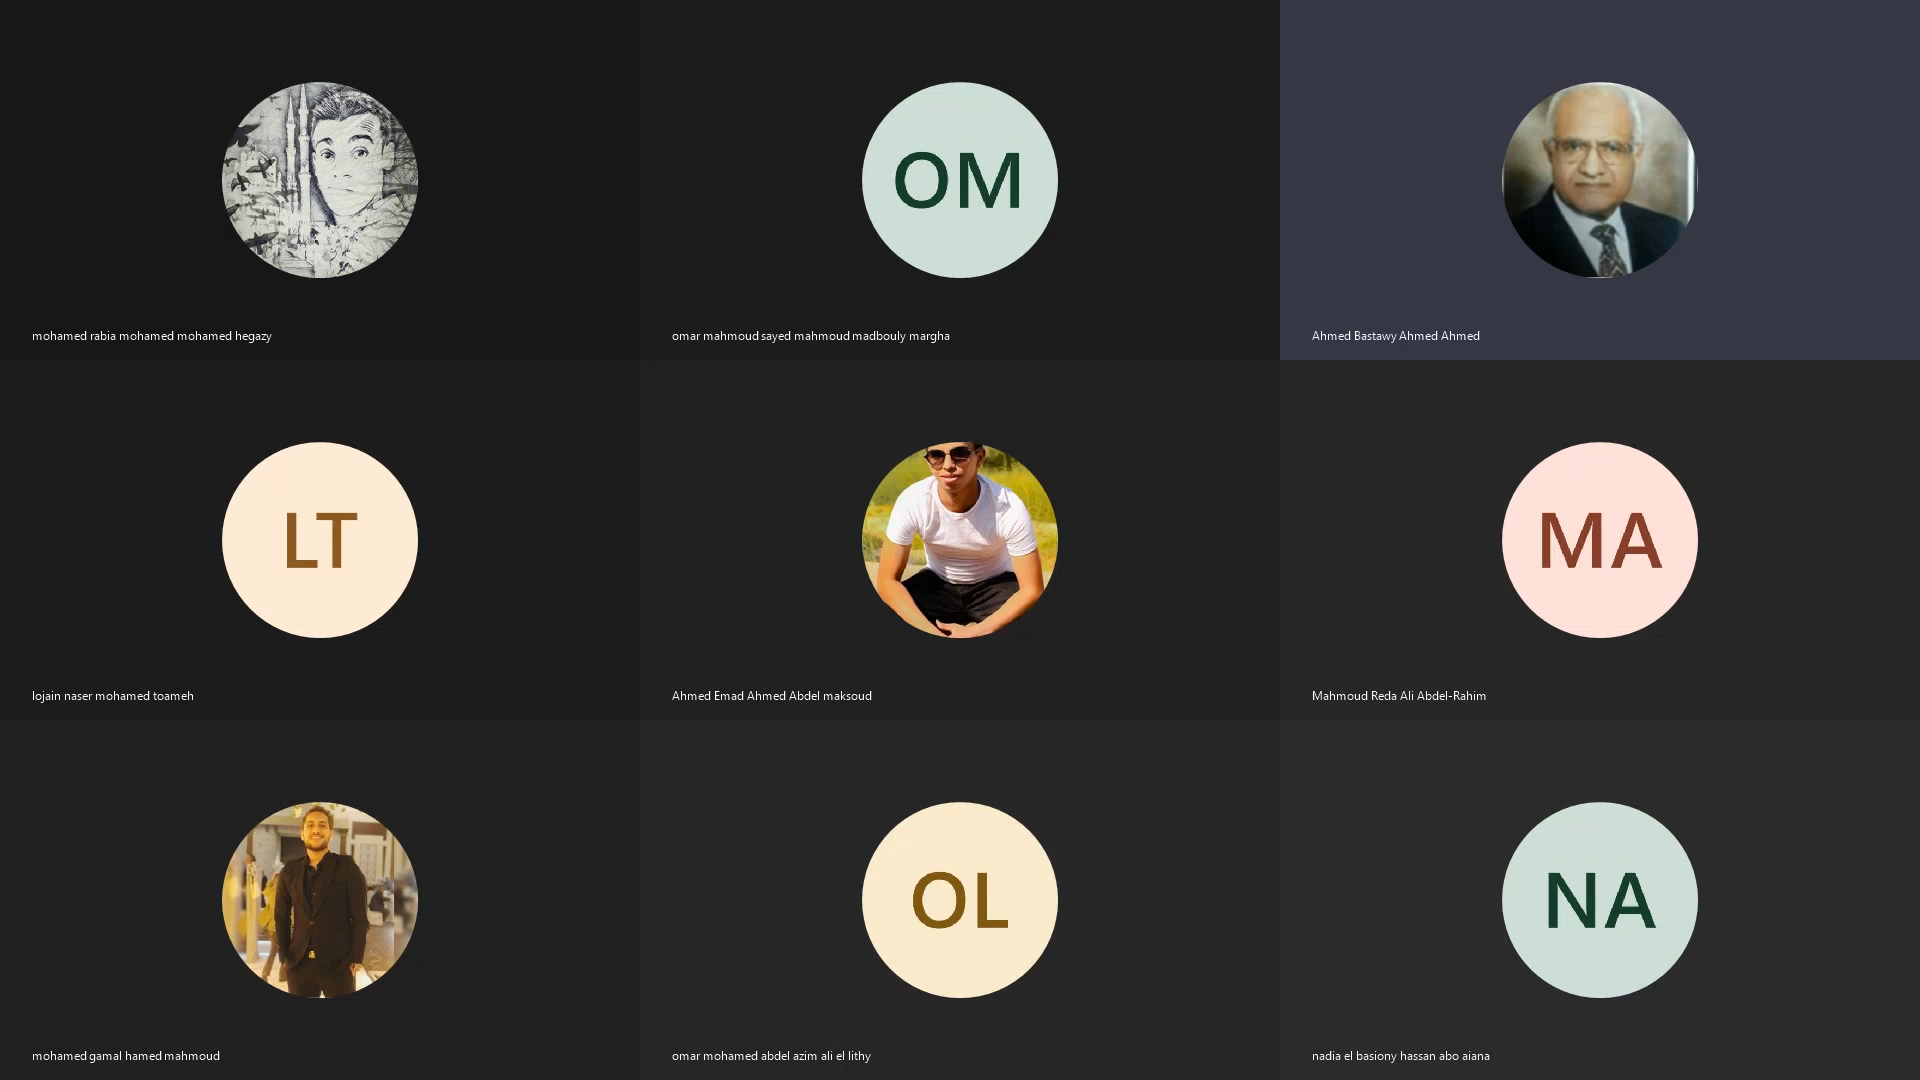 OM
mohamed rabia mohamed mohamed hegazy
omar mahmoud sayed mahmoud madbouly margha
Ahmed Bastawy Ahmed Ahmed
LT
MA
lojain naser mohamed toameh
Ahmed Emad Ahmed Abdel maksoud
Mahmoud Reda Ali Abdel-Rahim
OL
NA
mohamed gamal hamed mahmoud
omar mohamed abdel azim ali el lithy
nadia el basiony hassan abo aiana